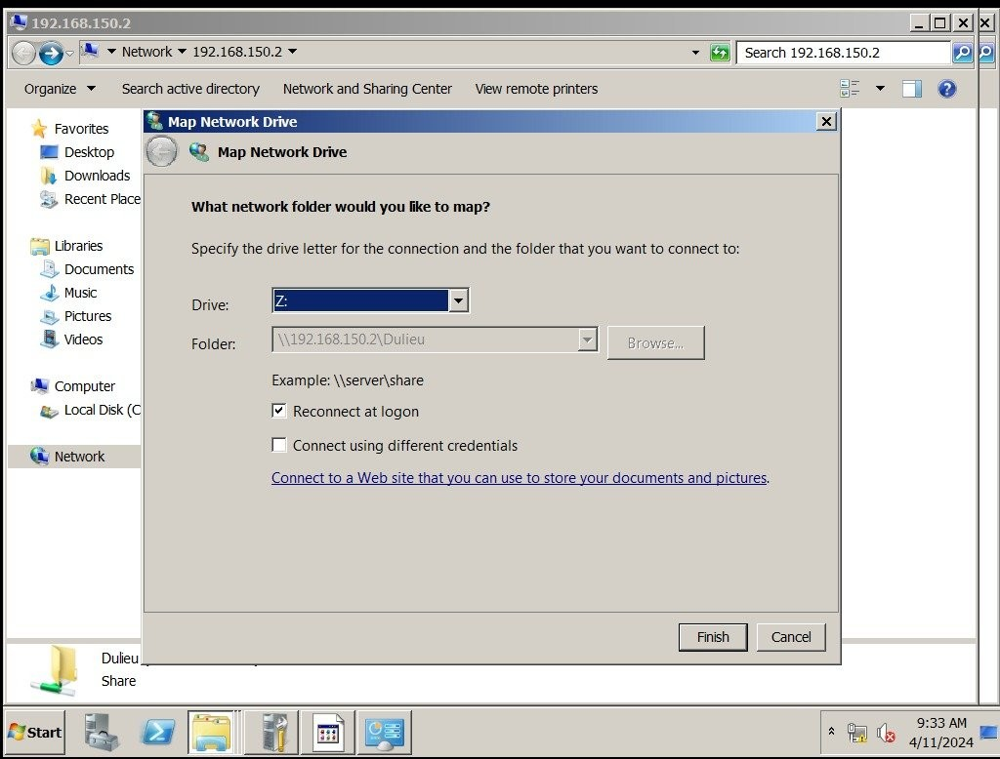 192.168.150.2
Network 192.168.150.2 Search 192.168.150.2
Organize Search active directory Network and Sharing Center View remote printers
Favorites
Desktop
Downloads
Recent Place
Libraries
Documents
Music
Pictures
Videos
Computer
Local Disk (C
Network
Map Network Drive
Map Network Drive
What network folder would you like to map?
Specify the drive letter for the connection and the folder that you want to connect to:
Drive: Z:
Folder: \\192.168.150.2\Dulieu Browse...
Example: \\server\share
Reconnect at logon
Connect using different credentials
Connect to a Web site that you can use to store your documents and pictures.
Finish Cancel
Dulieu
Share
Start
9:33 AM
4/11/2024